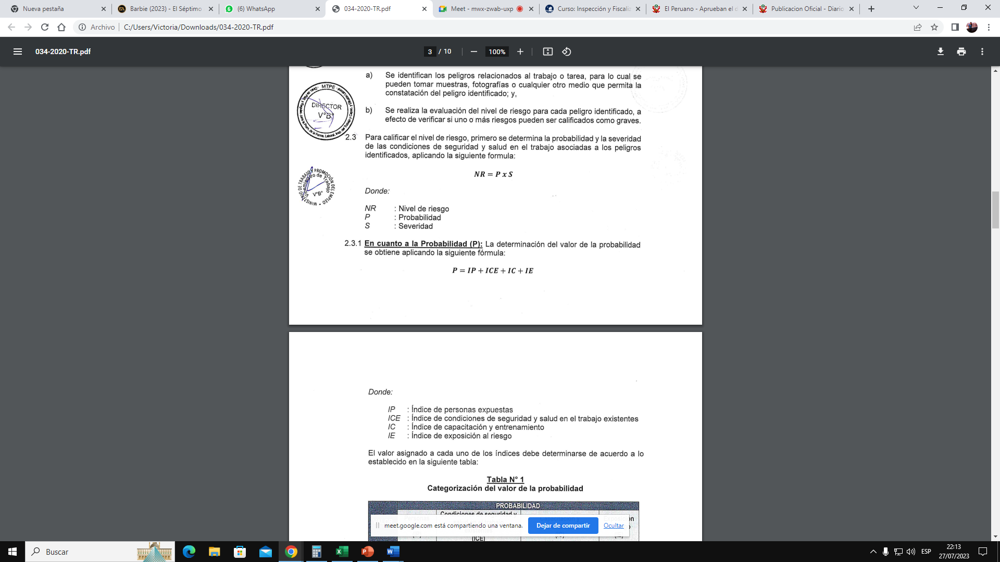 Nueva pestaña
Barbie (2023) - El Séptimo
(6) WhatsApp
034-2020-TR.pdf
Meet - mwx-zwab-uxp
Curso: Inspección y Fiscaliz
El Peruano - Aprueban el d
Publicacion Oficial - Diario
Archivo
C:/Users/Victoria/Downloads/034-2020-TR.pdf
034-2020-TR.pdf
3 / 10
100%
a) Se identifican los peligros relacionados al trabajo o tarea, para lo cual se
pueden tomar muestras, fotografías o cualquier otro medio que permita la
constatación del peligro identificado; y,
MTPE
DIRECTOR
V°B°
b) Se realiza la evaluación del nivel de riesgo para cada peligro identificado, a
efecto de verificar si uno o más riesgos pueden ser calificados como graves.
2.3 Para calificar el nivel de riesgo, primero se determina la probabilidad y la severidad
de las condiciones de seguridad y salud en el trabajo asociadas a los peligros
identificados, aplicando la siguiente formula:
MINISTERIO DE TRABAJO Y PROMOCIÓN DEL EMPLEO
Viceministro de Trabajo
V°B°
NR = P x S
Donde:
NR : Nivel de riesgo
P : Probabilidad
S : Severidad
2.3.1 En cuanto a la Probabilidad (P): La determinación del valor de la probabilidad
se obtiene aplicando la siguiente fórmula:
P = IP + ICE + IC + IE
Donde:
IP : Índice de personas expuestas
ICE : Índice de condiciones de seguridad y salud en el trabajo existentes
IC : Índice de capacitación y entrenamiento
IE : Índice de exposición al riesgo
El valor asignado a cada uno de los índices debe determinarse de acuerdo a lo
establecido en la siguiente tabla:
Tabla N° 1
Categorización del valor de la probabilidad
PROBABILIDAD
Condiciones de seguridad y
(ICE)
meet.google.com está compartiendo una ventana.
Dejar de compartir
Ocultar
Buscar
ESP
22:13
27/07/2023